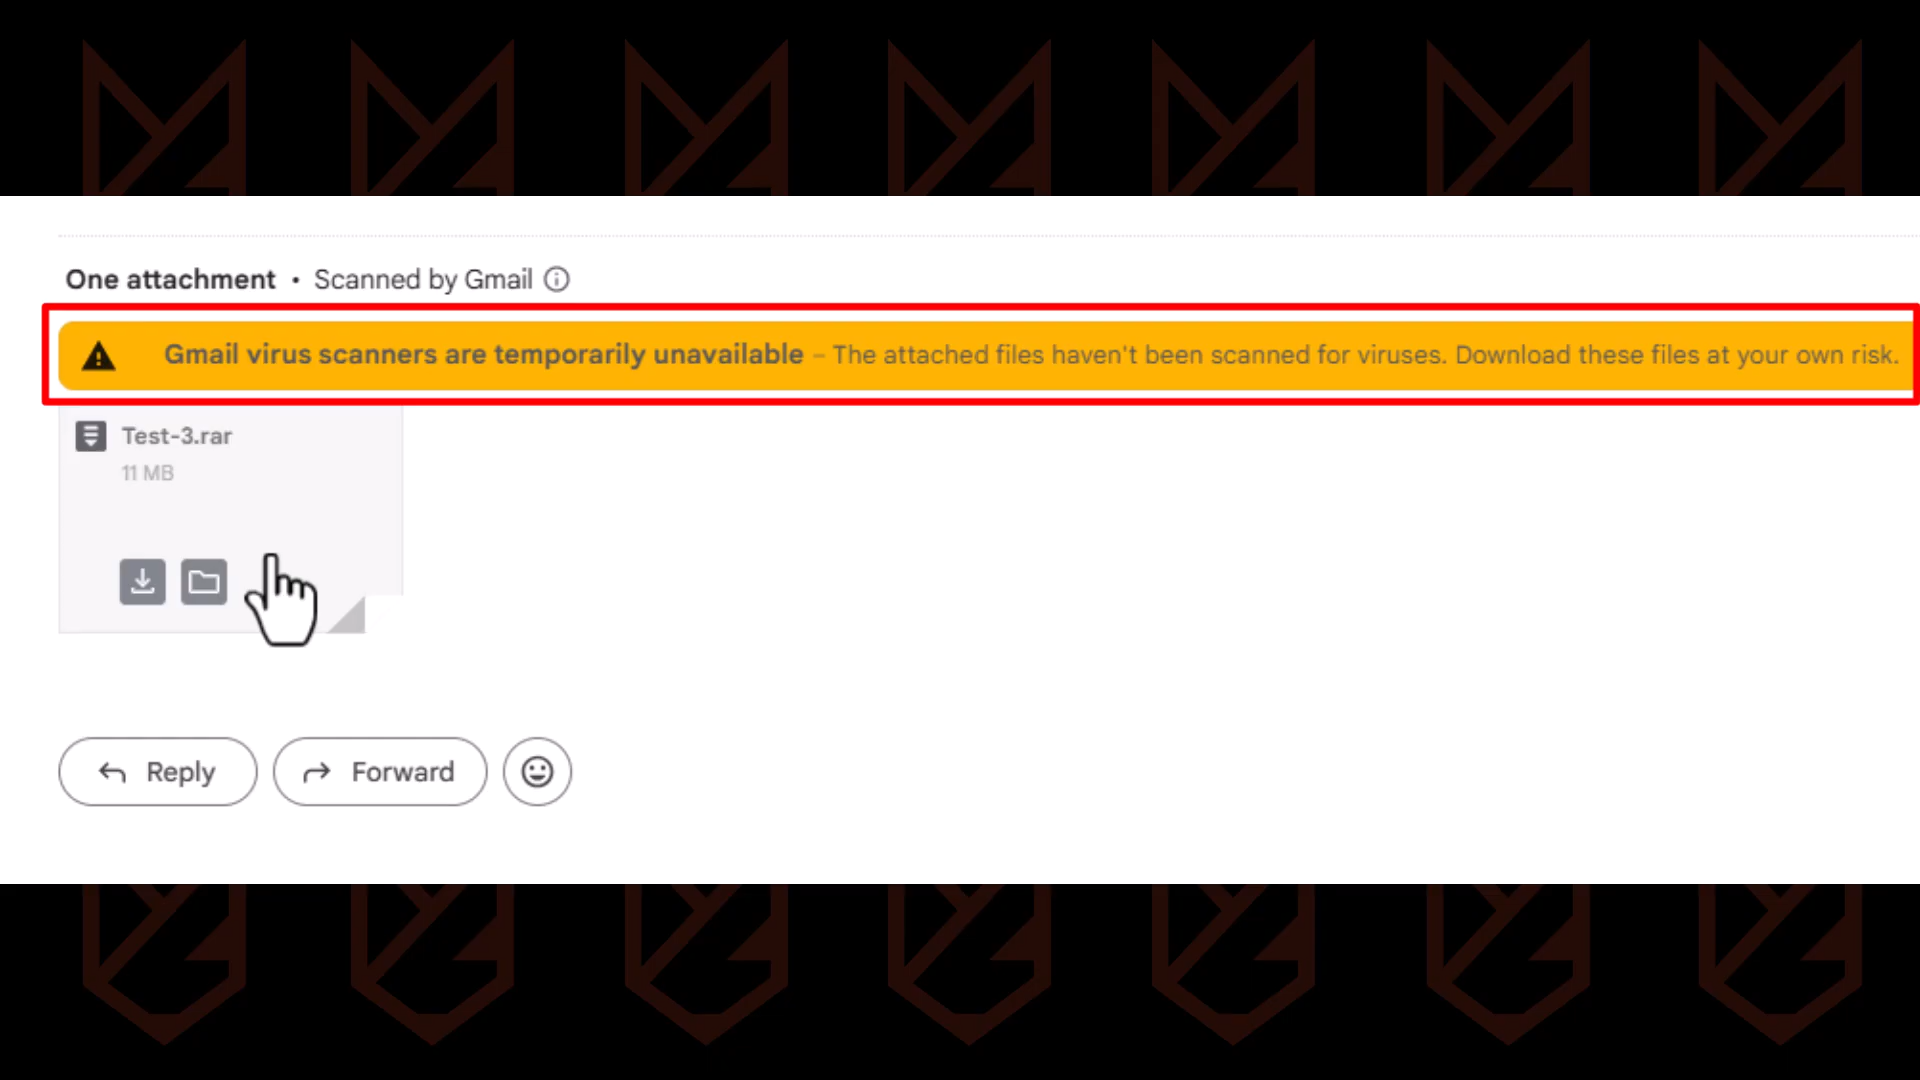 One attachment • Scanned by Gmail
Gmail virus scanners are temporarily unavailable – The attached files haven't been scanned for viruses. Download these files at your own risk.
Test-3.rar
11 MB
Reply Forward